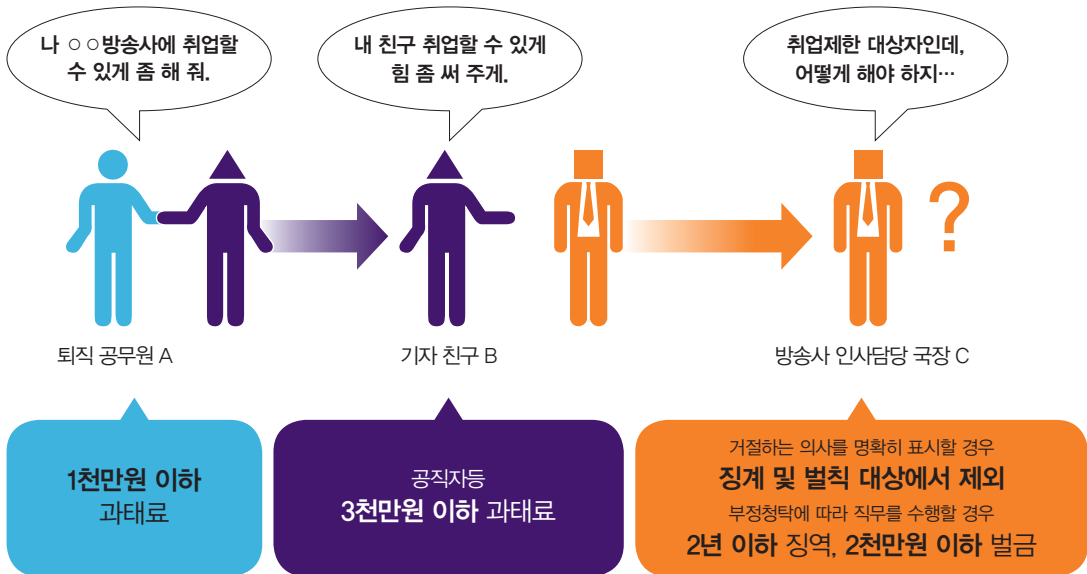 나 ○○방송사에 취업할
수 있게 좀 해 줘.
내 친구 취업할 수 있게
힘 좀 써 주게.
취업제한 대상자인데,
어떻게 해야 하지…
?
퇴직 공무원 A
기자 친구 B
방송사 인사담당 국장 C
1천만원 이하
과태료
공직자등
3천만원 이하 과태료
거절하는 의사를 명확히 표시할 경우
징계 및 벌칙 대상에서 제외
부정청탁에 따라 직무를 수행할 경우
2년 이하 징역, 2천만원 이하 벌금